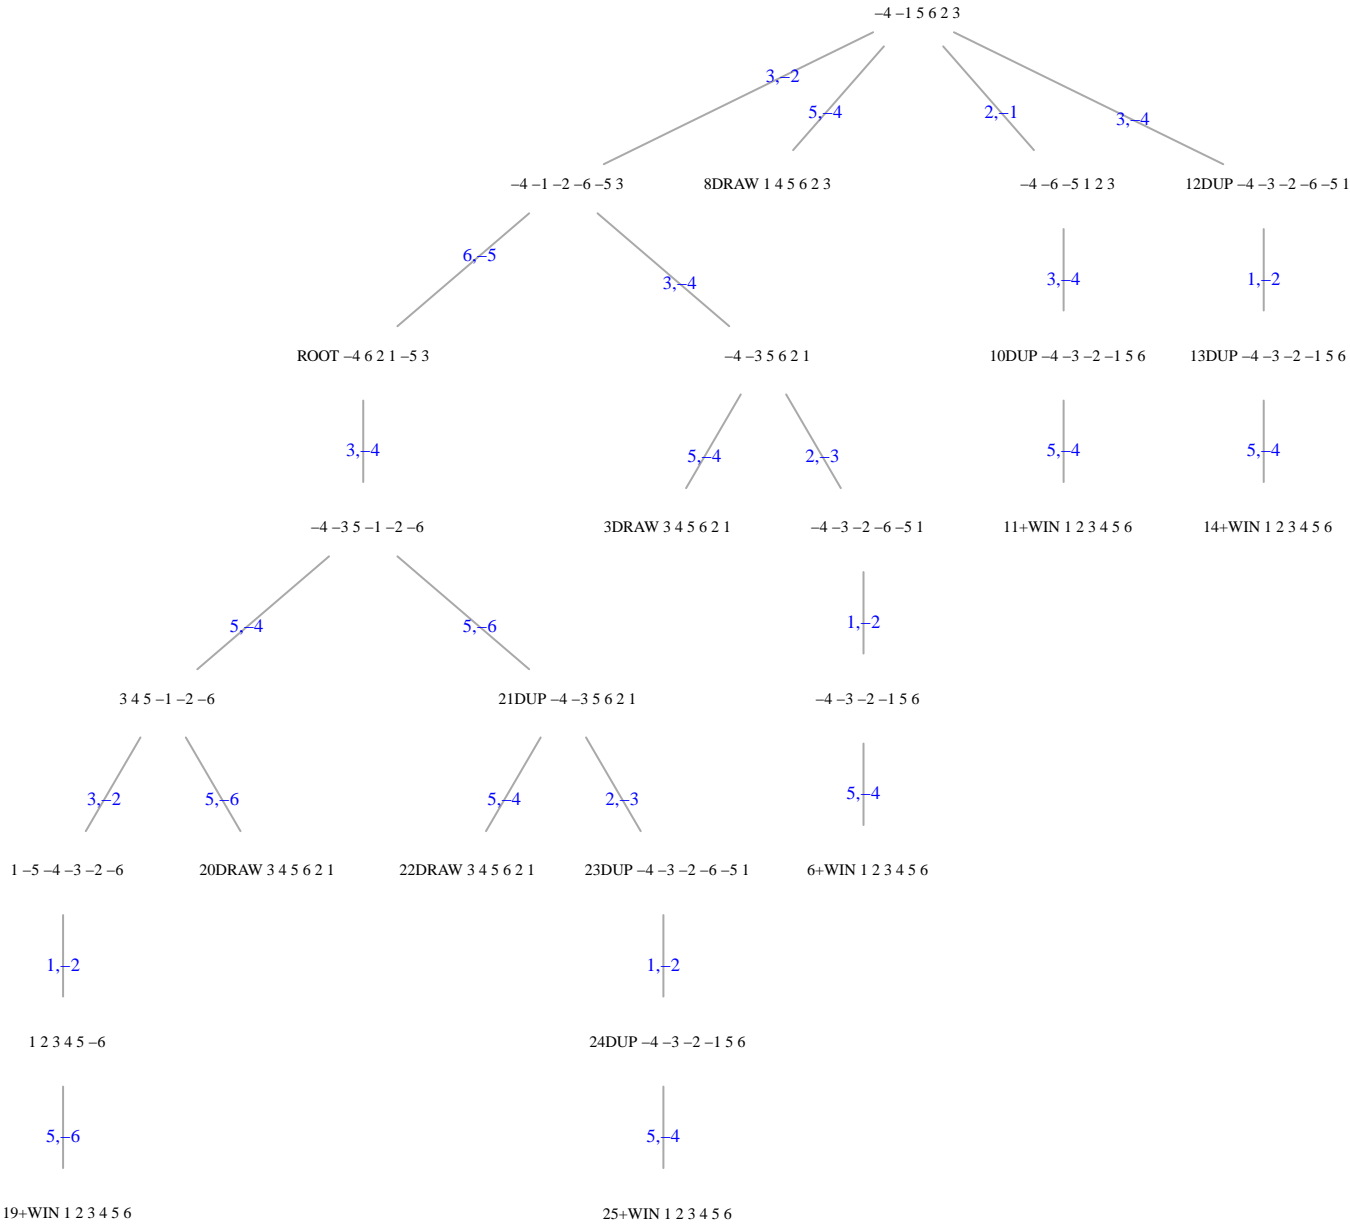 −4 −1 5 6 2 3
3,−2
5,−4
2,−1
3,−4
−4 −1 −2 −6 −5 3
8DRAW 1 4 5 6 2 3
−4 −6 −5 1 2 3
12DUP −4 −3 −2 −6 −5 1
6,−5
3,−4
3,−4
1,−2
ROOT −4 6 2 1 −5 3
−4 −3 5 6 2 1
10DUP −4 −3 −2 −1 5 6
13DUP −4 −3 −2 −1 5 6
3,−4
5,−4
2,−3
5,−4
5,−4
−4 −3 5 −1 −2 −6
3DRAW 3 4 5 6 2 1
−4 −3 −2 −6 −5 1
11+WIN 1 2 3 4 5 6
14+WIN 1 2 3 4 5 6
5,−4
5,−6
1,−2
3 4 5 −1 −2 −6
21DUP −4 −3 5 6 2 1
−4 −3 −2 −1 5 6
3,−2
5,−6
5,−4
2,−3
5,−4
1 −5 −4 −3 −2 −6
20DRAW 3 4 5 6 2 1
22DRAW 3 4 5 6 2 1
23DUP −4 −3 −2 −6 −5 1
6+WIN 1 2 3 4 5 6
1,−2
1,−2
1 2 3 4 5 −6
24DUP −4 −3 −2 −1 5 6
5,−6
5,−4
19+WIN 1 2 3 4 5 6
25+WIN 1 2 3 4 5 6